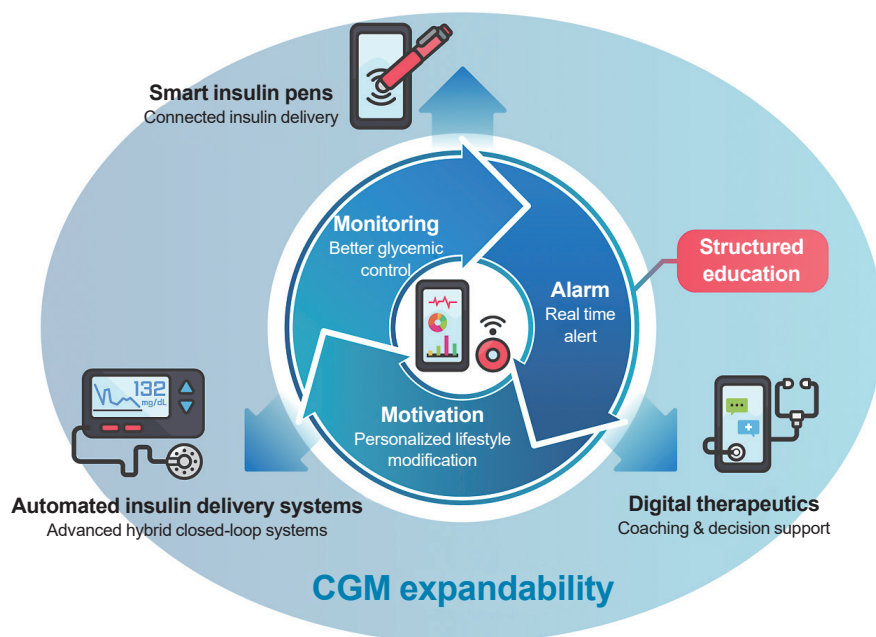 Smart insulin pens
Connected insulin delivery
Monitoring
Better glycemic
control
Structured
education
Alarm
Real time
alert
132
mg/dL
Motivation
Personalized lifestyle
modification
Automated insulin delivery systems
Advanced hybrid closed-loop systems
Digital therapeutics
Coaching & decision support
CGM expandability